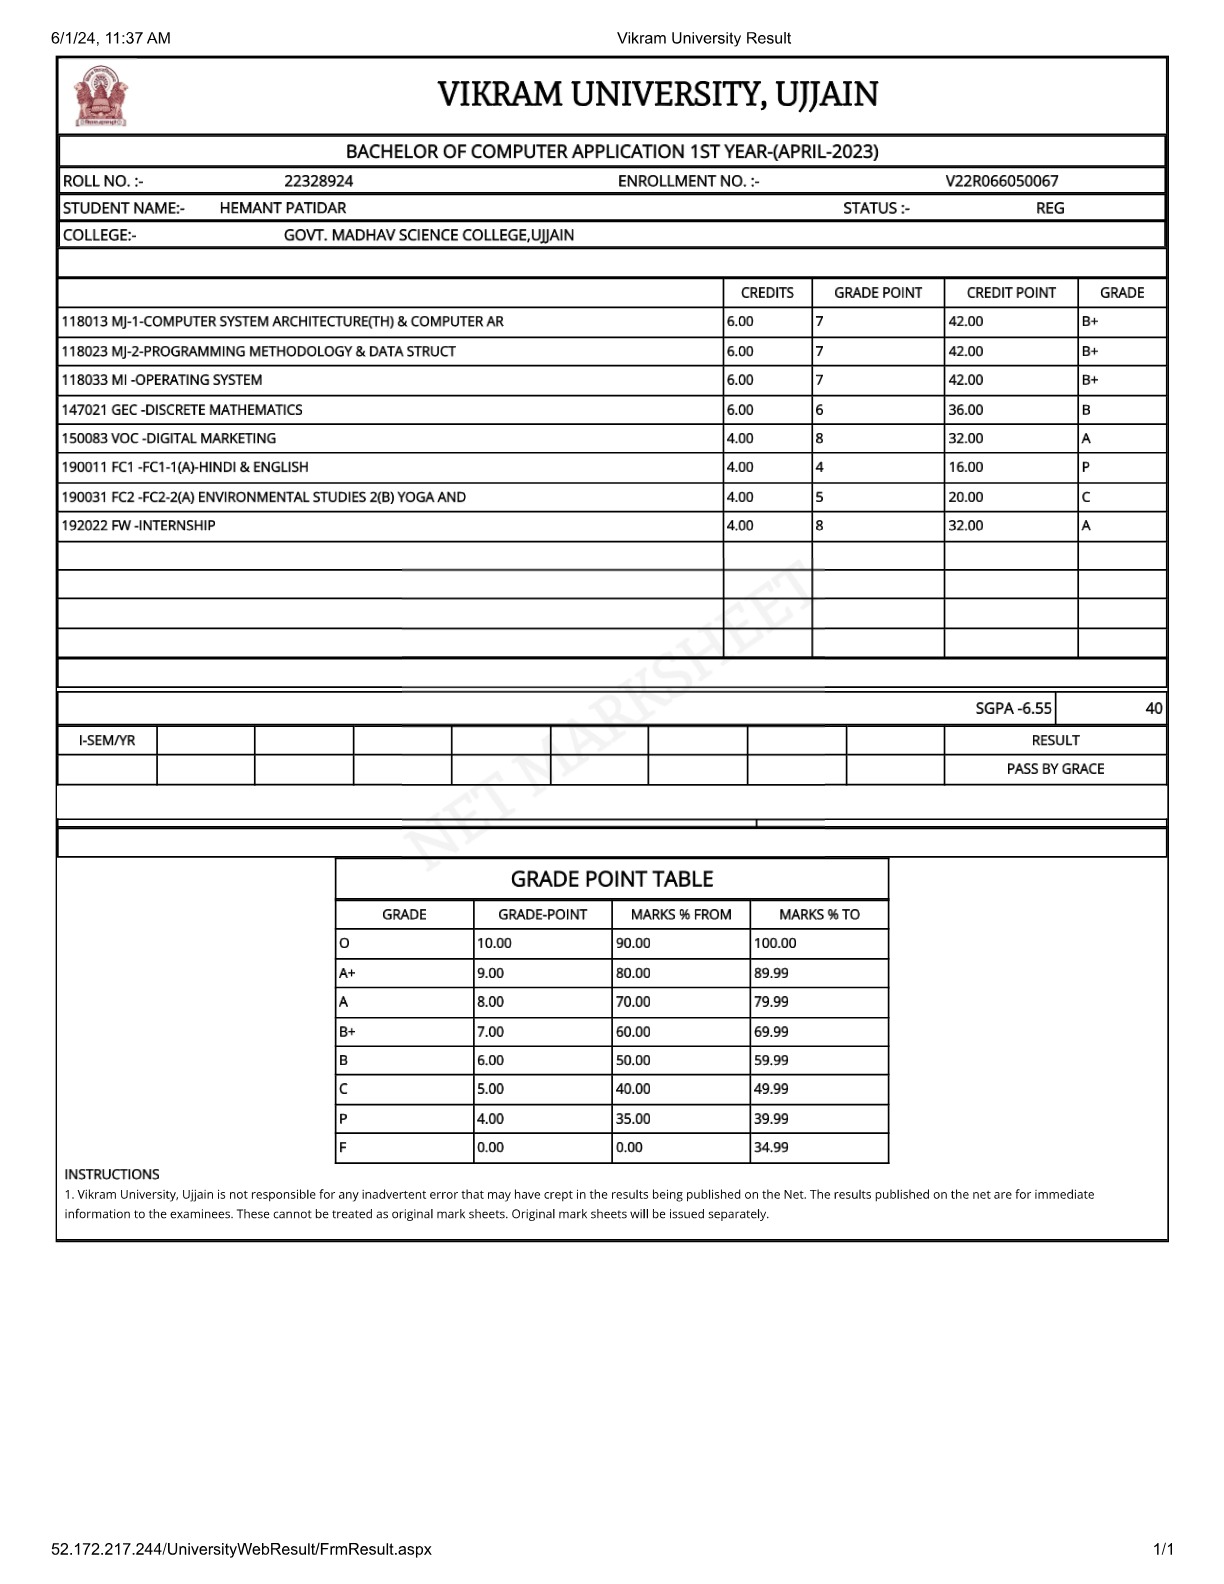 6/1/24, 11:37 AM Vikram University Result
VIKRAM UNIVERSITY, UJJAIN
BACHELOR OF COMPUTER APPLICATION 1ST YEAR-(APRIL-2023)
ROLL NO. :- 22328924 ENROLLMENT NO. :- V22R066050067
STUDENT NAME:- HEMANT PATIDAR STATUS :- REG
COLLEGE:- GOVT. MADHAV SCIENCE COLLEGE,UJJAIN
CREDITS GRADE POINT CREDIT POINT GRADE
118013 MJ-1-COMPUTER SYSTEM ARCHITECTURE(TH) & COMPUTER AR 6.00 7 42.00 B+
118023 MJ-2-PROGRAMMING METHODOLOGY & DATA STRUCT 6.00 7 42.00 B+
118033 MI -OPERATING SYSTEM 6.00 7 42.00 B+
147021 GEC -DISCRETE MATHEMATICS 6.00 6 36.00 B
150083 VOC -DIGITAL MARKETING 4.00 8 32.00 A
190011 FC1 -FC1-1(A)-HINDI & ENGLISH 4.00 4 16.00 P
190031 FC2 -FC2-2(A) ENVIRONMENTAL STUDIES 2(B) YOGA AND 4.00 5 20.00 C
192022 FW -INTERNSHIP 4.00 8 32.00 A
NET MARKSHEET
SGPA -6.55 40
I-SEM/YR RESULT
PASS BY GRACE
GRADE POINT TABLE
GRADE GRADE-POINT MARKS % FROM MARKS % TO
O 10.00 90.00 100.00
A+ 9.00 80.00 89.99
A 8.00 70.00 79.99
B+ 7.00 60.00 69.99
B 6.00 50.00 59.99
C 5.00 40.00 49.99
P 4.00 35.00 39.99
F 0.00 0.00 34.99
INSTRUCTIONS
1. Vikram University, Ujjain is not responsible for any inadvertent error that may have crept in the results being published on the Net. The results published on the net are for immediate
information to the examinees. These cannot be treated as original mark sheets. Original mark sheets will be issued separately.
52.172.217.244/UniversityWebResult/FrmResult.aspx 1/1